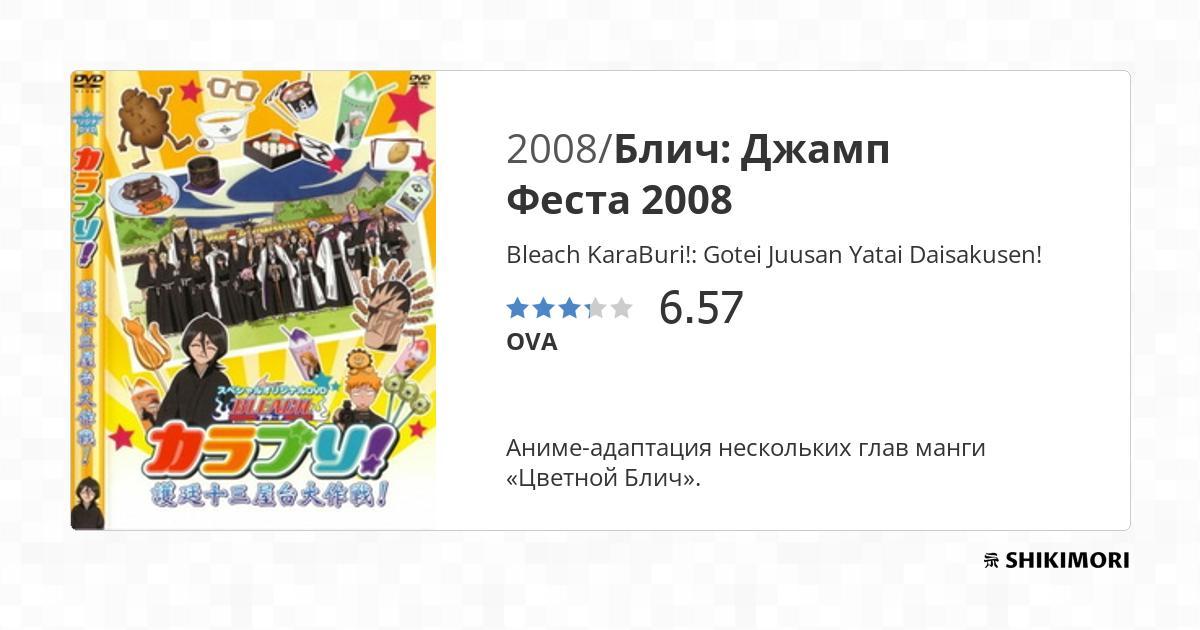 DVD
VIDEO
DVD
カラブリ!
護廷十三屋台大作戦!
スペシャルオリジナルDVD
BLEACH
カラブリ!
護廷十三屋台大作戦!
2008/Блич: Джамп
Феста 2008
Bleach KaraBuri!: Gotei Juusan Yatai Daisakusen!
6.57
OVA
Аниме-адаптация нескольких глав манги
«Цветной Блич».
SHIKIMORI